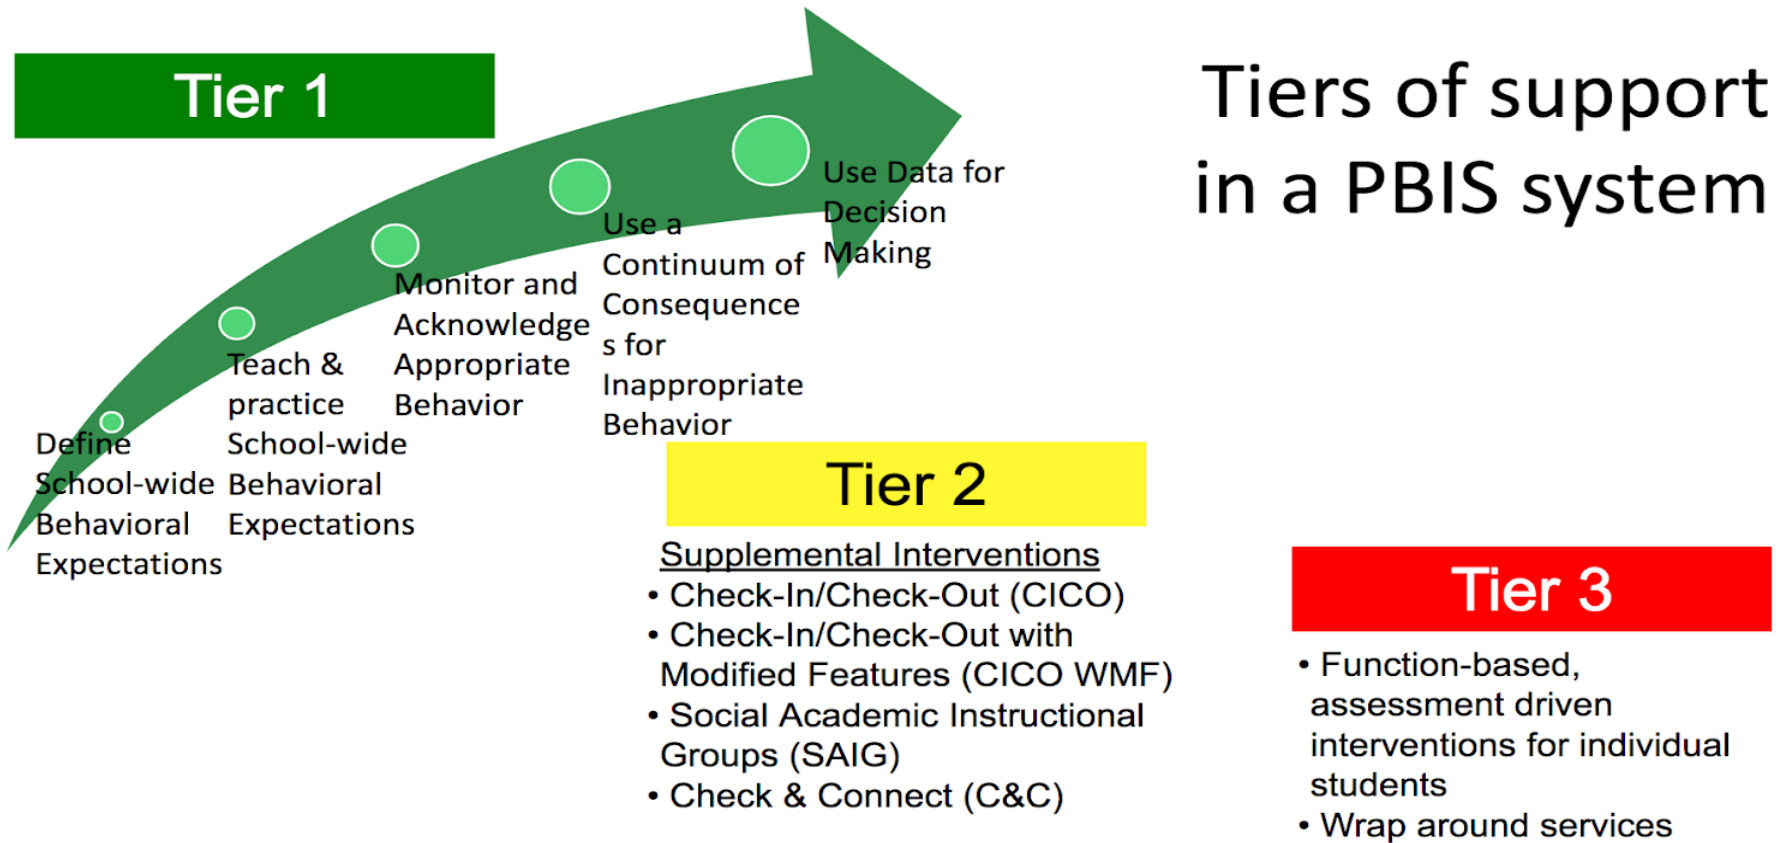 Tier 1
Tiers of support
in a PBIS system
Define
School-wide
Behavioral
Expectations
Teach &
practice
School-wide
Behavioral
Expectations
Monitor and
Acknowledge
Appropriate
Behavior
Use a
Continuum of
Consequence
s for
Inappropriate
Behavior
Use Data for
Decision
Making
Tier 2
Supplemental Interventions
• Check-In/Check-Out (CICO)
• Check-In/Check-Out with
Modified Features (CICO WMF)
• Social Academic Instructional
Groups (SAIG)
• Check & Connect (C&C)
Tier 3
• Function-based,
assessment driven
interventions for individual
students
• Wrap around services